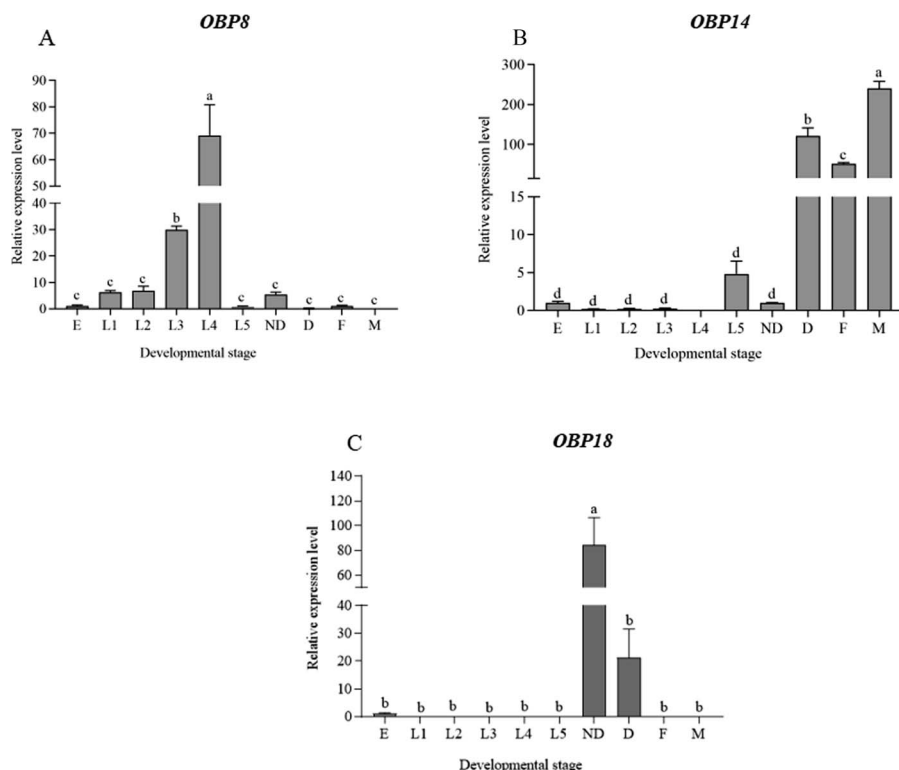 A
OBP8
Relative expression level
90
80
70
60
50
40
30
20
10
0
c c c b a c c c c c
E L1 L2 L3 L4 L5 ND D F M
Developmental stage
B
OBP14
Relative expression level
300
200
100
15
10
5
0
d d d d d d b c a
E L1 L2 L3 L4 L5 ND D F M
Developmental stage
C
OBP18
Relative expression level
140
120
100
80
60
40
30
20
10
0
b b b b b b a b b b
E L1 L2 L3 L4 L5 ND D F M
Developmental stage